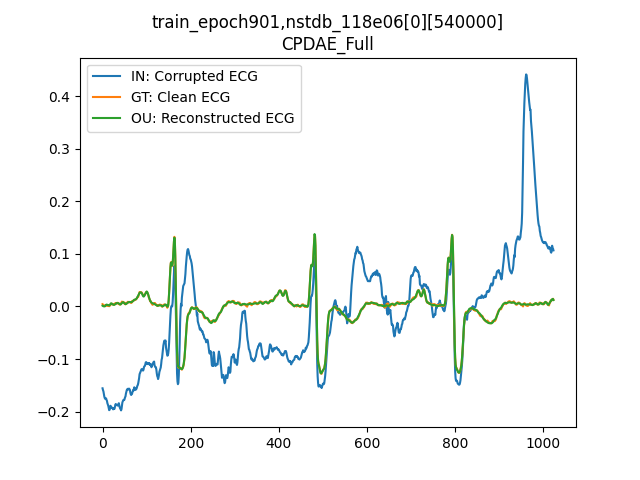 train_epoch901,nstdb_118e06[0][540000]
CPDAE_Full
IN: Corrupted ECG
GT: Clean ECG
OU: Reconstructed ECG
0.4
0.3
0.2
0.1
0.0
−0.1
−0.2
0 200 400 600 800 1000